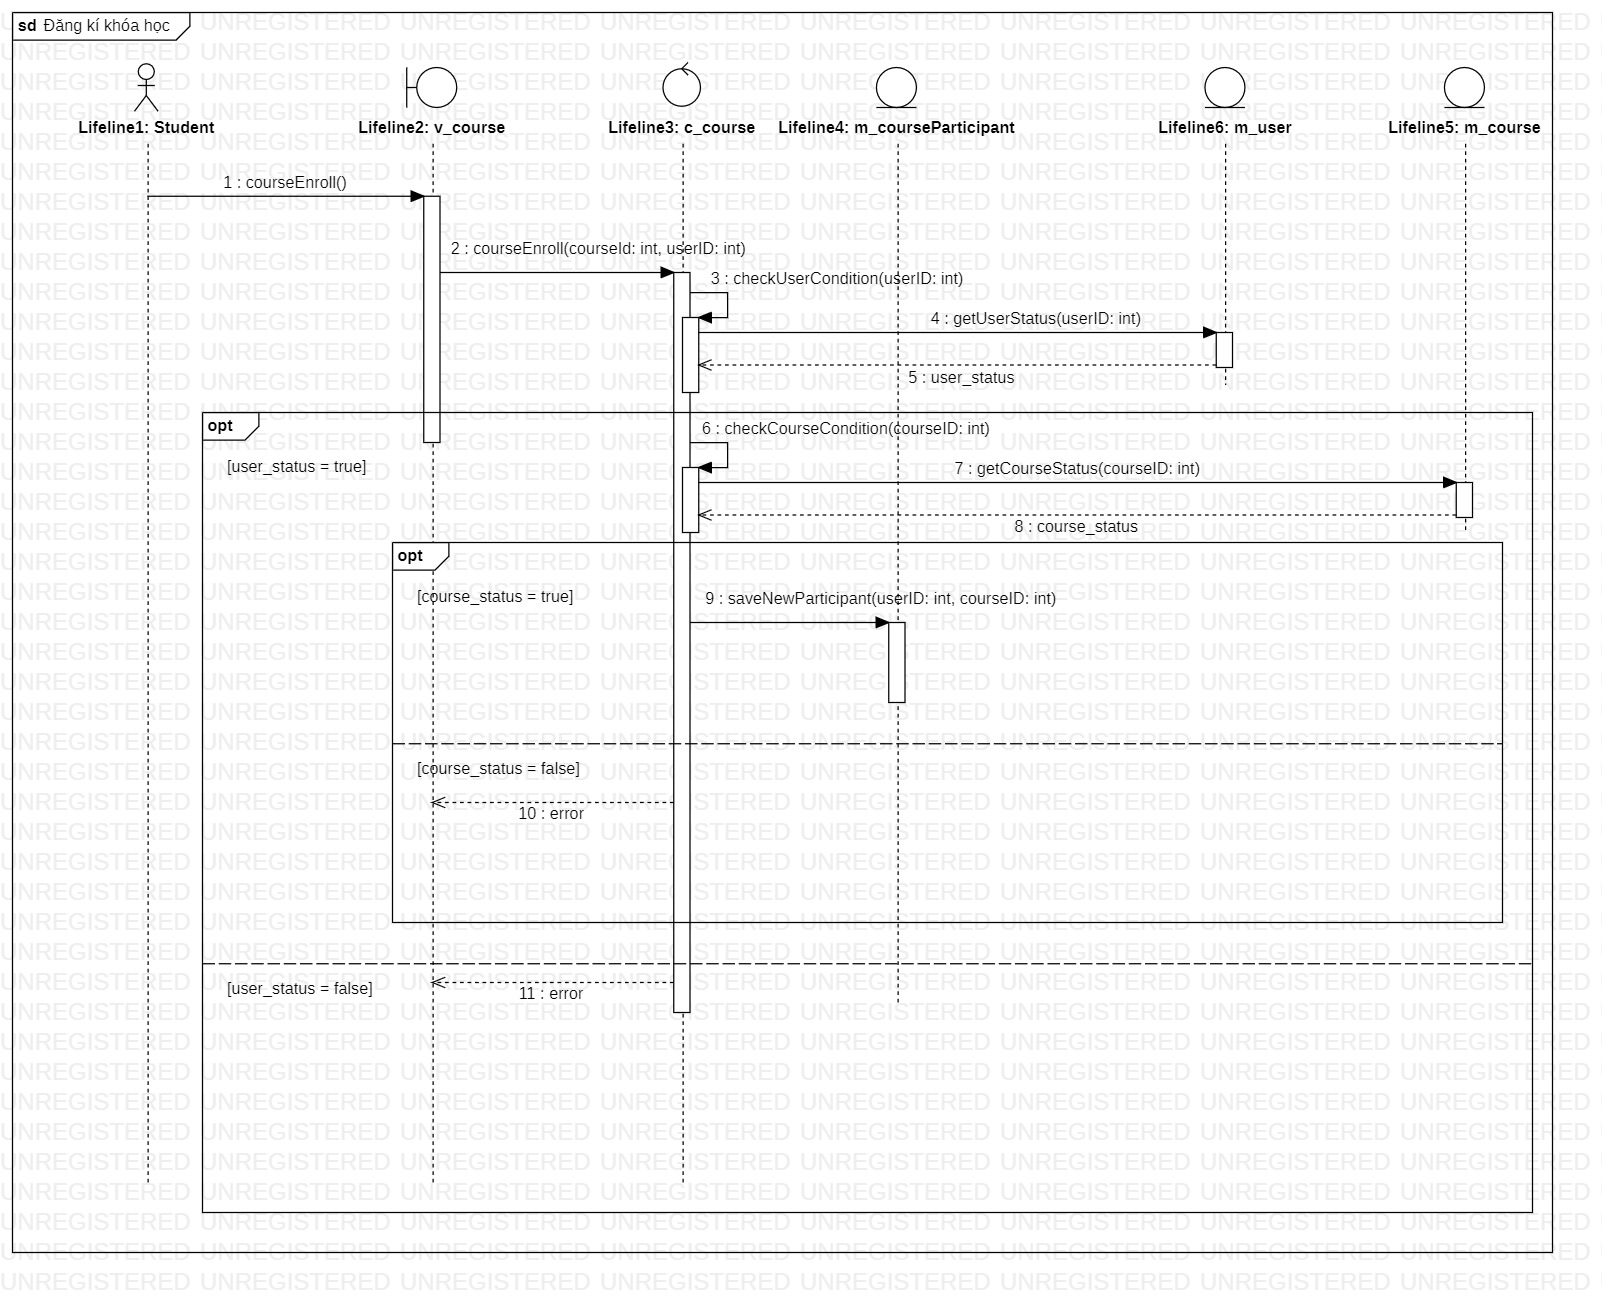 sd Đăng kí khóa học
Lifeline1: Student
Lifeline2: v_course
Lifeline3: c_course
Lifeline4: m_courseParticipant
Lifeline6: m_user
Lifeline5: m_course
1 : courseEnroll()
2 : courseEnroll(courseId: int, userID: int)
3 : checkUserCondition(userID: int)
4 : getUserStatus(userID: int)
5 : user_status
opt
6 : checkCourseCondition(courseID: int)
[user_status = true]
7 : getCourseStatus(courseID: int)
8 : course_status
opt
[course_status = true]
9 : saveNewParticipant(userID: int, courseID: int)
[course_status = false]
10 : error
[user_status = false]
11 : error
UNREGISTERED